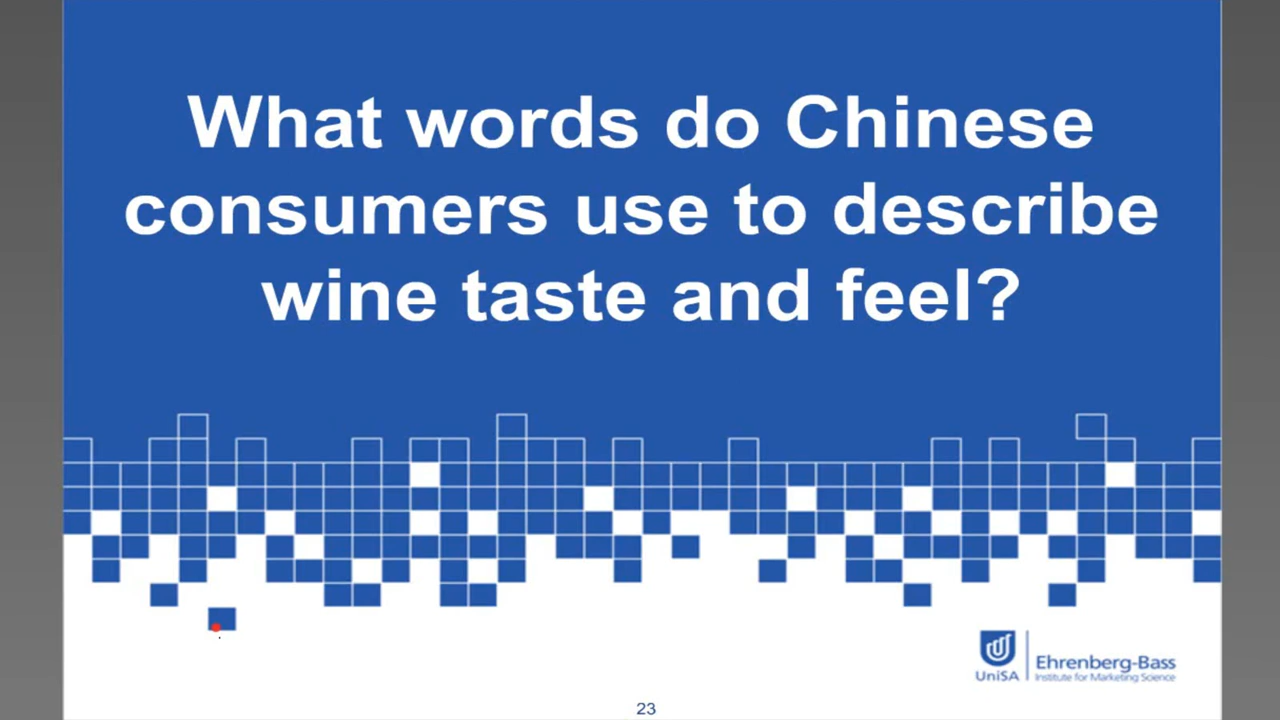 What words do Chinese
consumers use to describe
wine taste and feel?
UniSA
Ehrenberg-Bass
Institute for Marketing Science
23